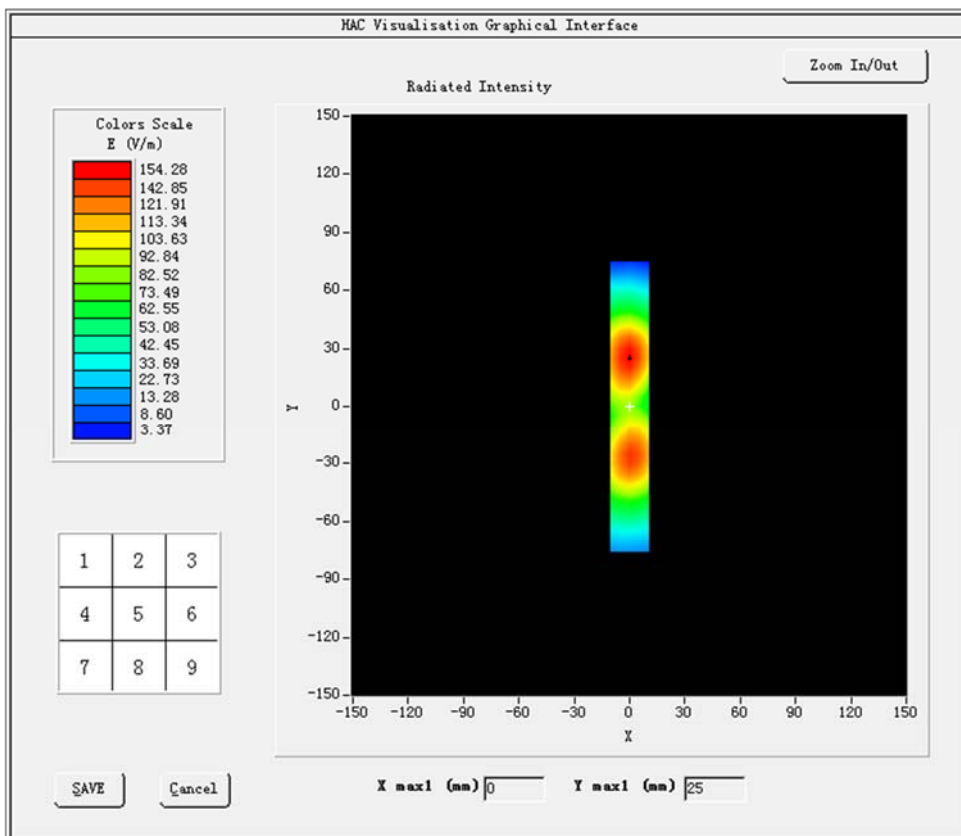 HAC Visualisation Graphical Interface
Zoom In/Out
Radiated Intensity
Colors Scale
E (V/m)
154.28
142.85
121.91
113.34
103.63
92.84
82.52
73.49
62.55
53.08
42.45
33.69
22.73
13.28
8.60
3.37
150
120
90
60
30
0
-30
-60
-90
-120
-150
Y
-150 -120 -90 -60 -30 0 30 60 90 120 150
X
1 2 3
4 5 6
7 8 9
SAVE Cancel
X max1 (mm) 0 Y max1 (mm) 25